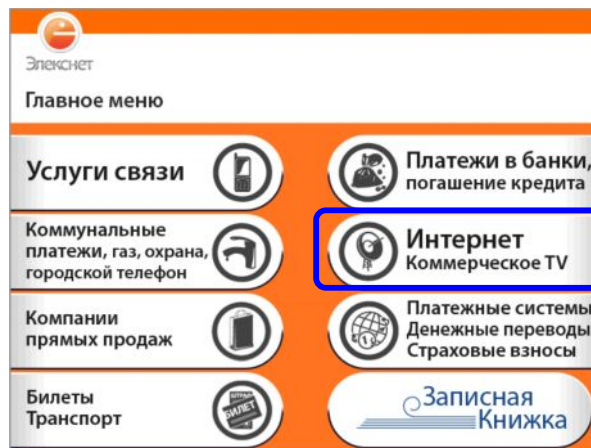 Элекснет
Главное меню
Услуги связи
Платежи в банки,
погашение кредита
Коммунальные
платежи, газ, охрана,
городской телефон
Интернет
Коммерческое TV
Компании
прямых продаж
Платежные системы
Денежные переводы
Страховые взносы
Билеты
Транспорт
БИЛЕТ
Записная
Книжка